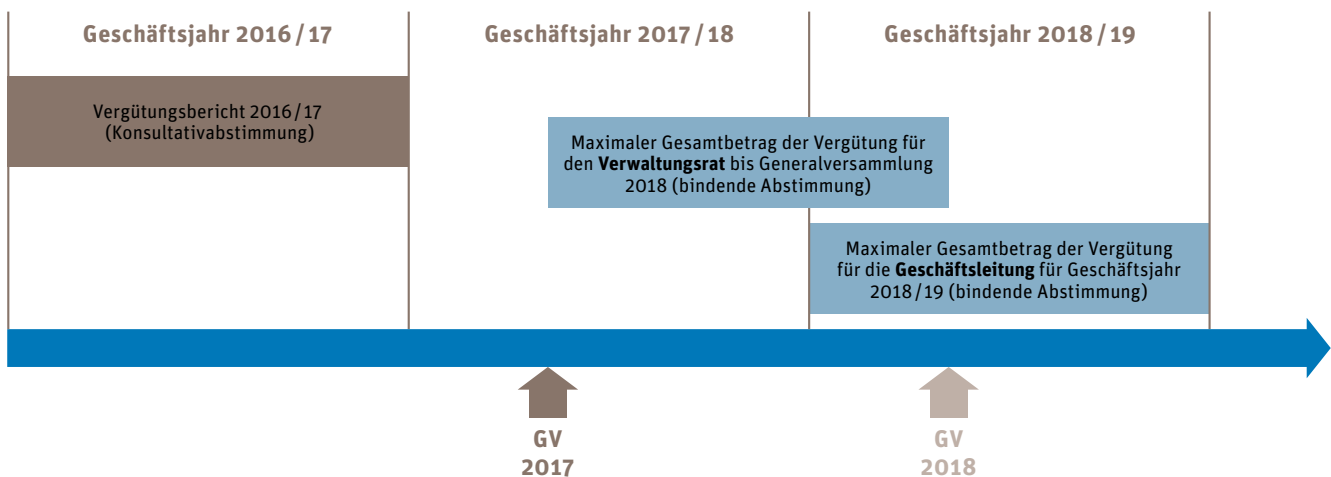 Geschäftsjahr 2016/17
Geschäftsjahr 2017/18
Geschäftsjahr 2018/19
Vergütungsbericht 2016/17
(Konsultativabstimmung)
Maximaler Gesamtbetrag der Vergütung für
den Verwaltungsrat bis Generalversammlung
2018 (bindende Abstimmung)
Maximaler Gesamtbetrag der Vergütung
für die Geschäftsleitung für Geschäftsjahr
2018/19 (bindende Abstimmung)
GV
2017
GV
2018